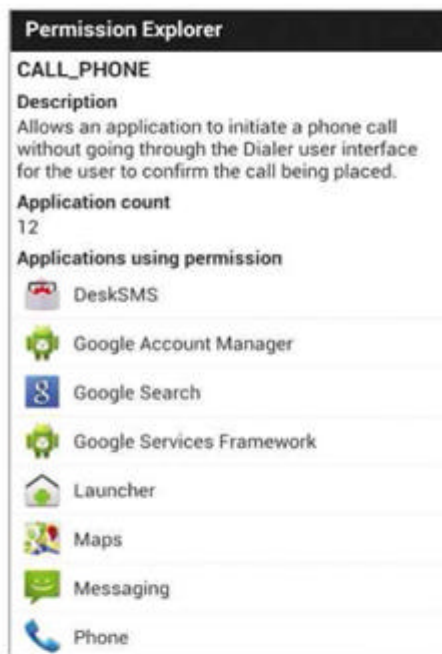 Permission Explorer
CALL_PHONE
Description
Allows an application to initiate a phone call
without going through the Dialer user interface
for the user to confirm the call being placed.
Application count
12
Applications using permission
DeskSMS
Google Account Manager
8
Google Search
Google Services Framework
Launcher
Maps
Messaging
Phone